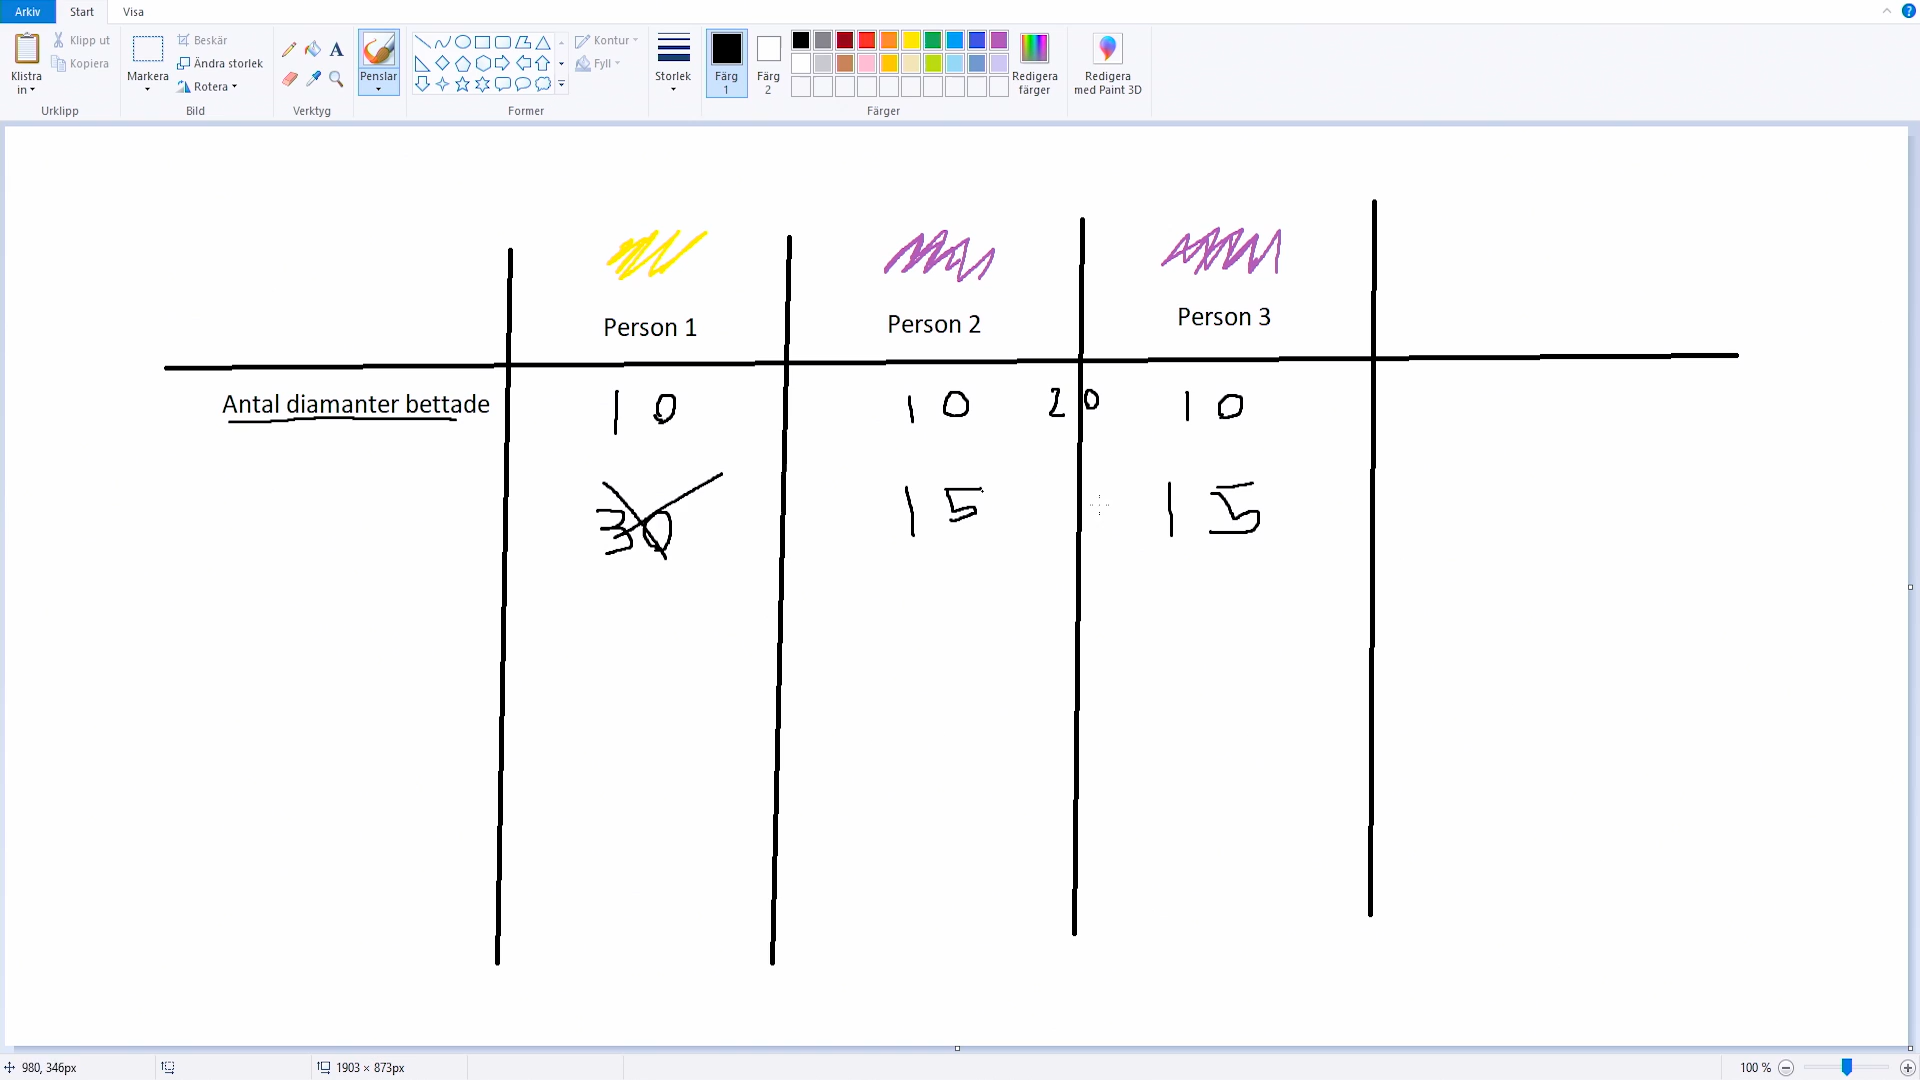 Arkiv Start Visa
Klistra in
Klipp ut
Kopiera
Urklipp
Markera
Beskär
Ändra storlek
Rotera
Bild
A
Verktyg
Penslar
Kontur
Fyll
Former
Storlek
Färg 1
Färg 2
Redigera färger
Färger
Redigera med Paint 3D
?
Person 1 Person 2 Person 3
Antal diamanter bettade 10 10 20 10
30 15 15
980, 346px
1903 × 873px
100 %